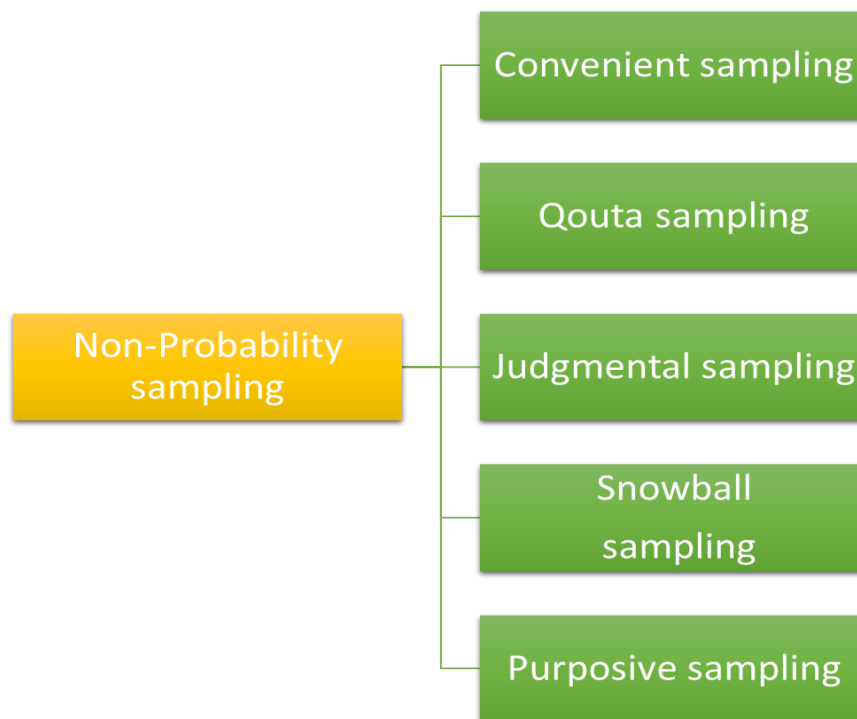 Convenient sampling
Qouta sampling
Non-Probability
sampling
Judgmental sampling
Snowball
sampling
Purposive sampling